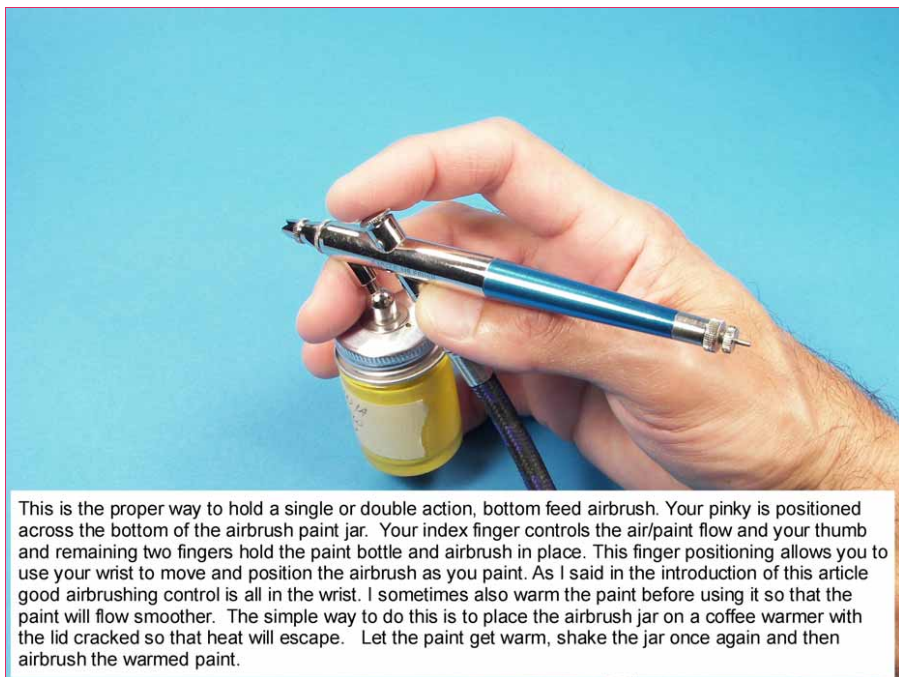 This is the proper way to hold a single or double action, bottom feed airbrush. Your pinky is positioned
across the bottom of the airbrush paint jar.  Your index finger controls the air/paint flow and your thumb
and remaining two fingers hold the paint bottle and airbrush in place. This finger positioning allows you to
use your wrist to move and position the airbrush as you paint. As I said in the introduction of this article
good airbrushing control is all in the wrist. I sometimes also warm the paint before using it so that the
paint will flow smoother.  The simple way to do this is to place the airbrush jar on a coffee warmer with
the lid cracked so that heat will escape.   Let the paint get warm, shake the jar once again and then
airbrush the warmed paint.